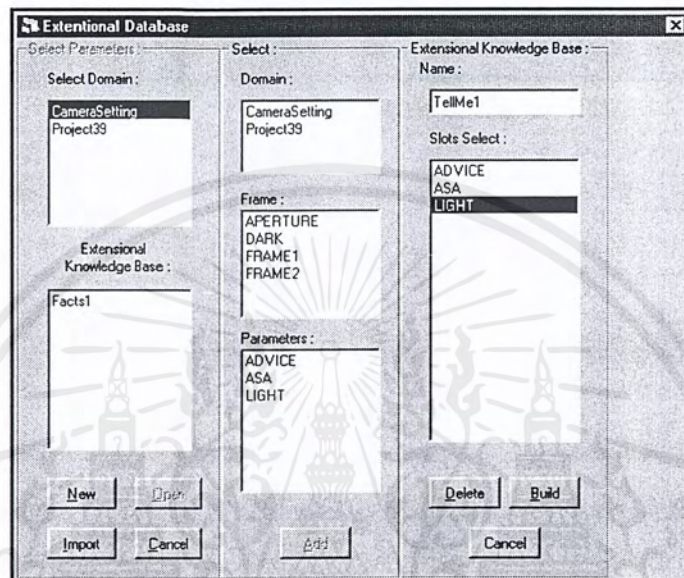 Extentional Database
Select Parameters :
Select Domain :
CameraSetting
Project39
Extensional
Knowledge Base :
Facts1
New
Open
Import
Cancel
Select :
Domain :
CameraSetting
Project39
Frame :
APERTURE
DARK
FRAME1
FRAME2
Parameters :
ADVICE
ASA
LIGHT
Add
Extensional Knowledge Base :
Name :
TellMe1
Slots Select :
ADVICE
ASA
LIGHT
Delete
Build
Cancel